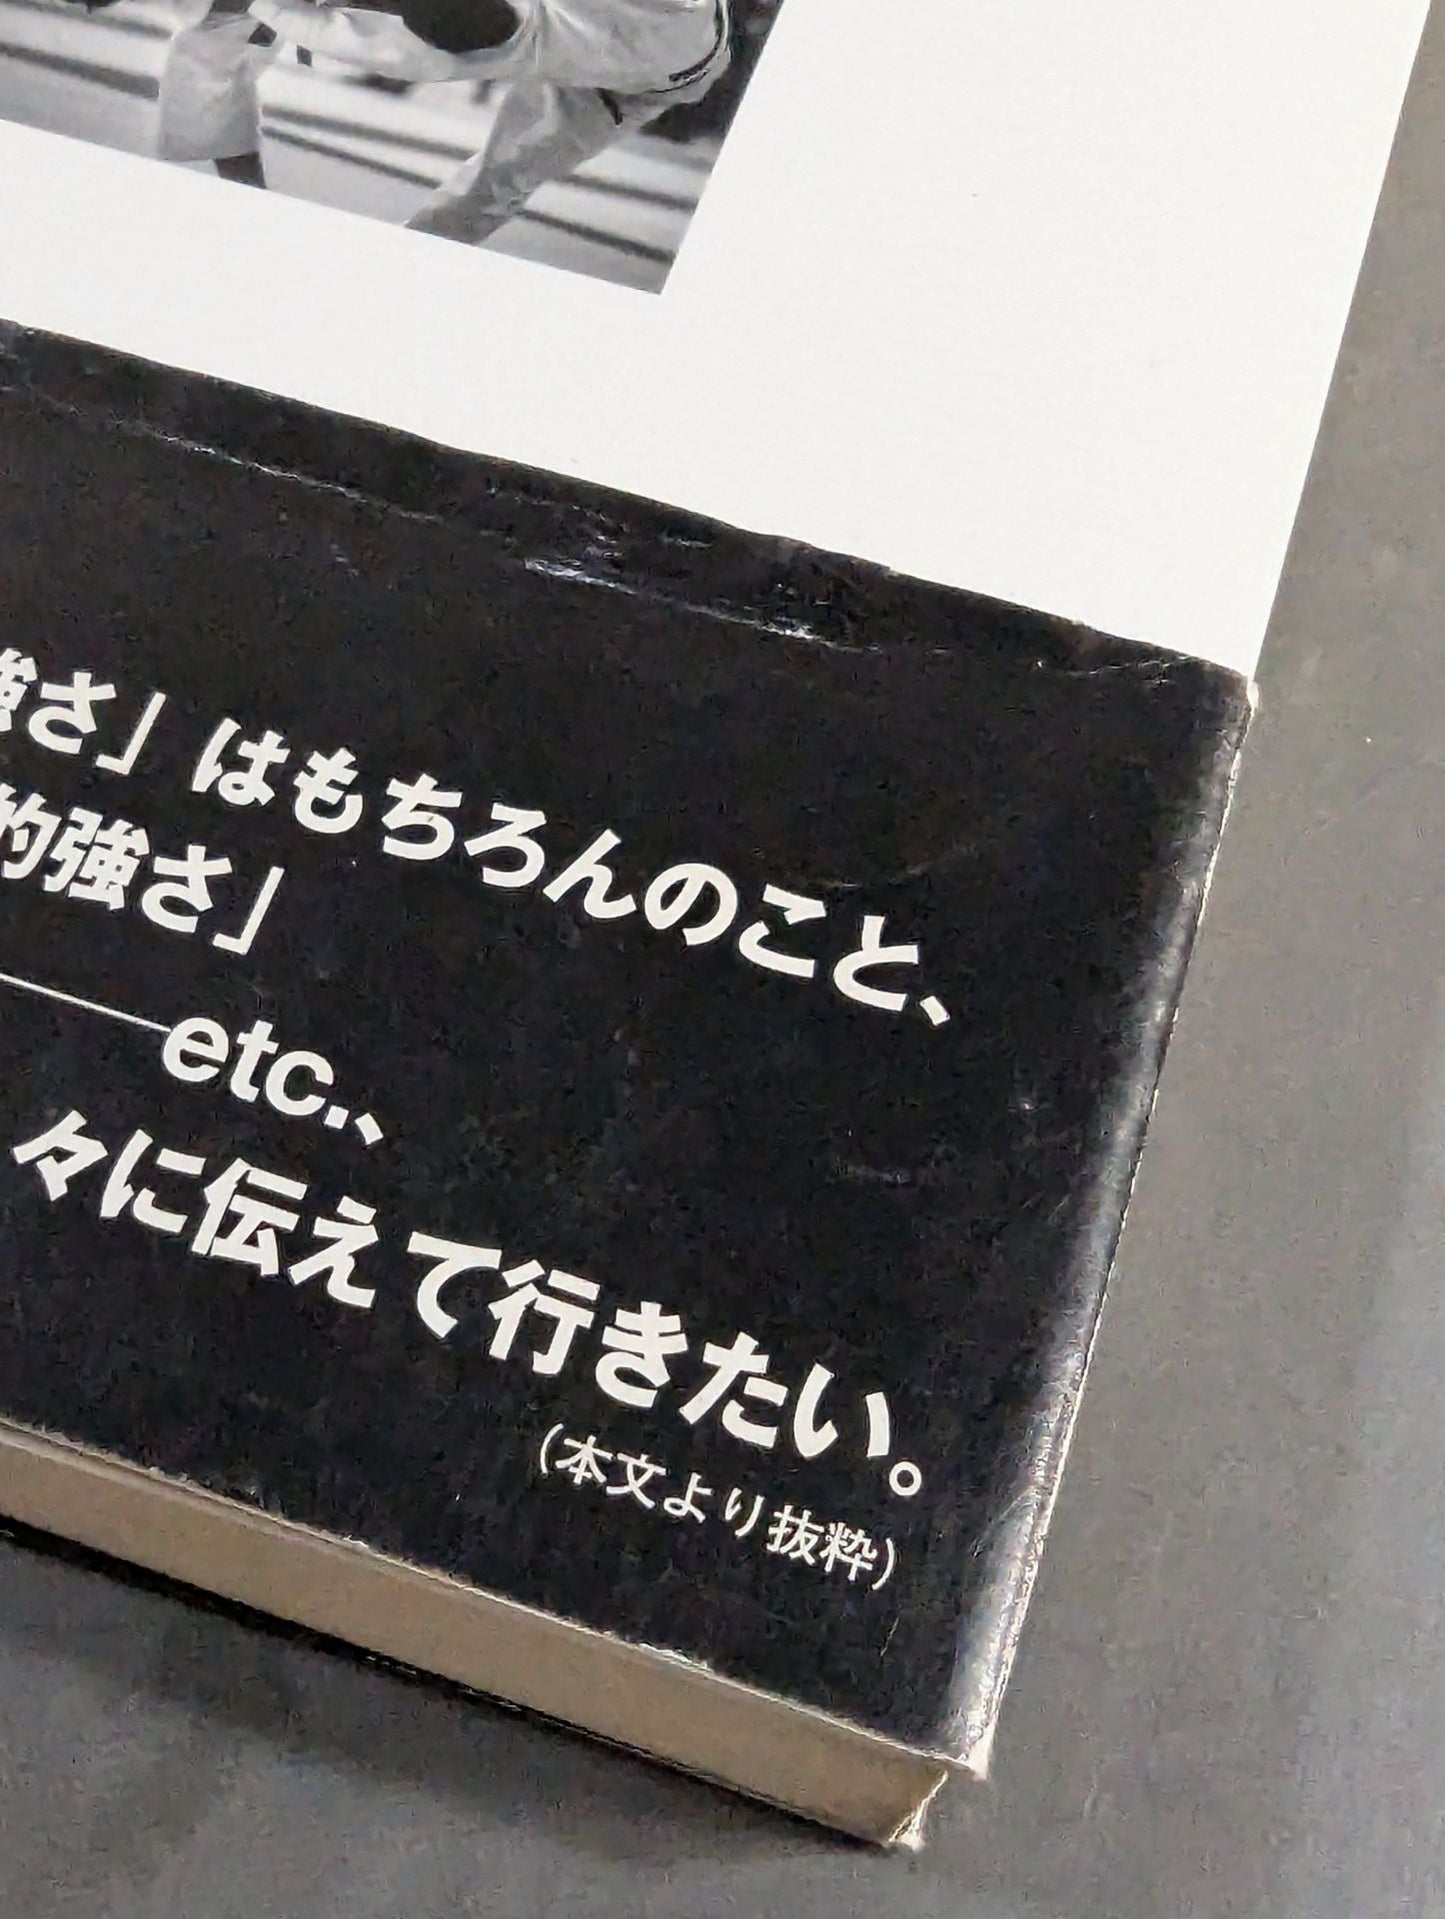 強さ」はもちろんのこと、
的強さ」
──etc.、
々に伝えて行きたい。
(本文より抜粋)